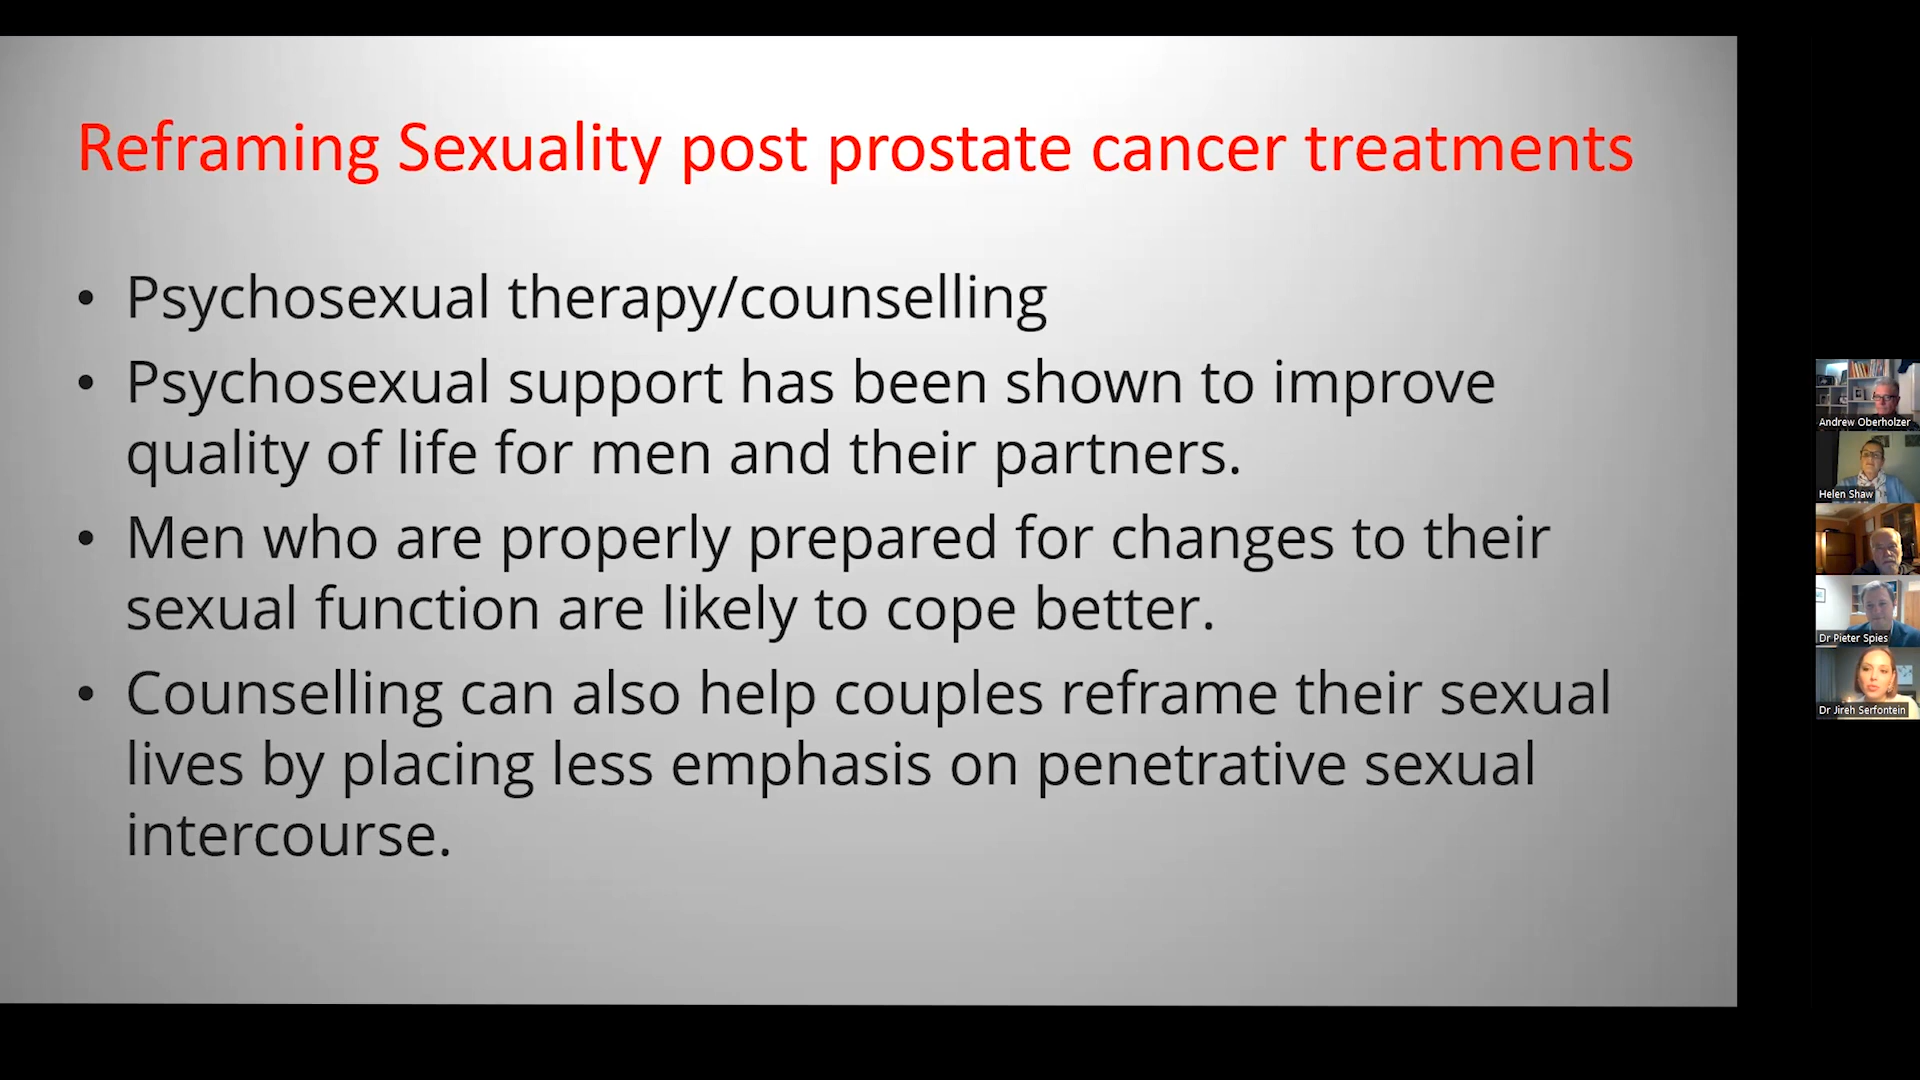 Reframing Sexuality post prostate cancer treatments
• Psychosexual therapy/counselling
• Psychosexual support has been shown to improve
quality of life for men and their partners.
• Men who are properly prepared for changes to their
sexual function are likely to cope better.
• Counselling can also help couples reframe their sexual
lives by placing less emphasis on penetrative sexual
intercourse.
Andrew Oberholzer
Helen Shaw
Dr Pieter Spies
Dr Jireh Serfontein